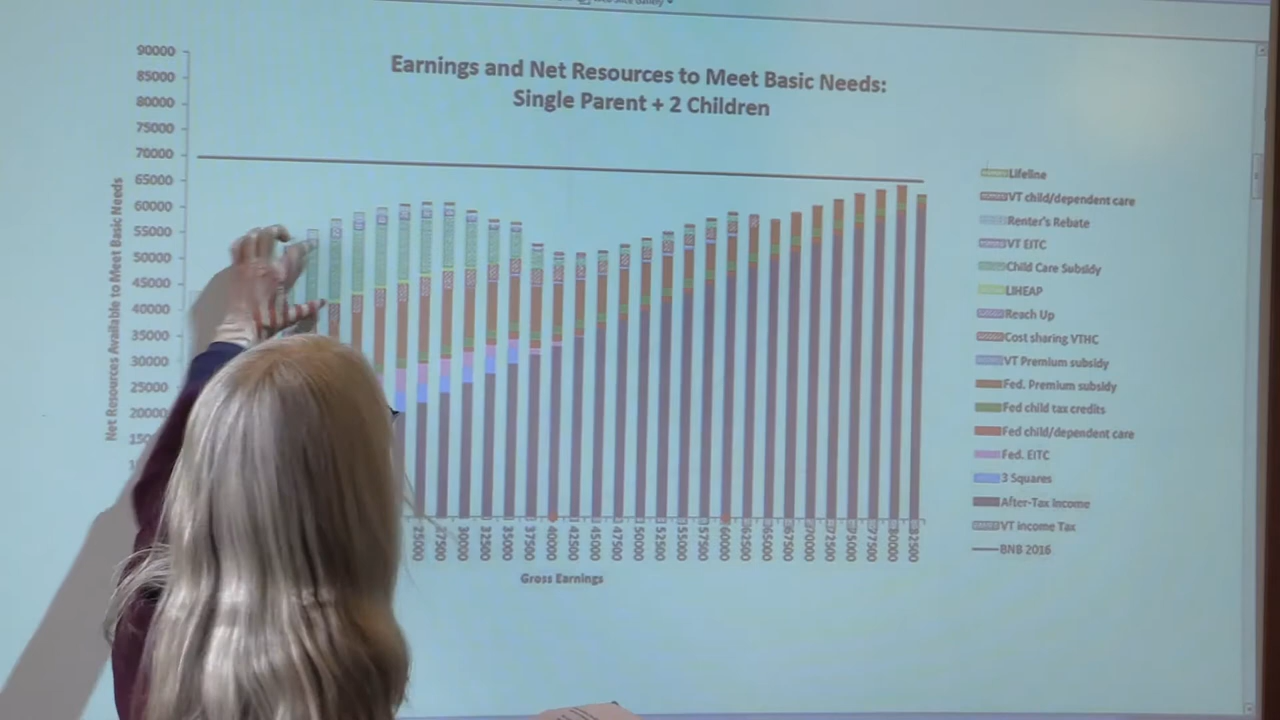 Earnings and Net Resources to Meet Basic Needs:
Single Parent + 2 Children
Net Resources Available to Meet Basic Needs
90000
85000
80000
75000
70000
65000
60000
55000
50000
45000
40000
35000
30000
25000
20000
25000
27500
30000
32500
35000
37500
40000
42500
45000
47500
50000
52500
55000
57500
60000
62500
65000
67500
70000
72500
75000
77500
80000
82500
Gross Earnings
Lifeline
VT child/dependent care
Renter's Rebate
VT EITC
Child Care Subsidy
LIHEAP
Reach Up
Cost sharing VTHC
VT Premium subsidy
Fed. Premium subsidy
Fed child tax credits
Fed child/dependent care
Fed. EITC
3 Squares
After-Tax Income
VT income Tax
BNB 2016